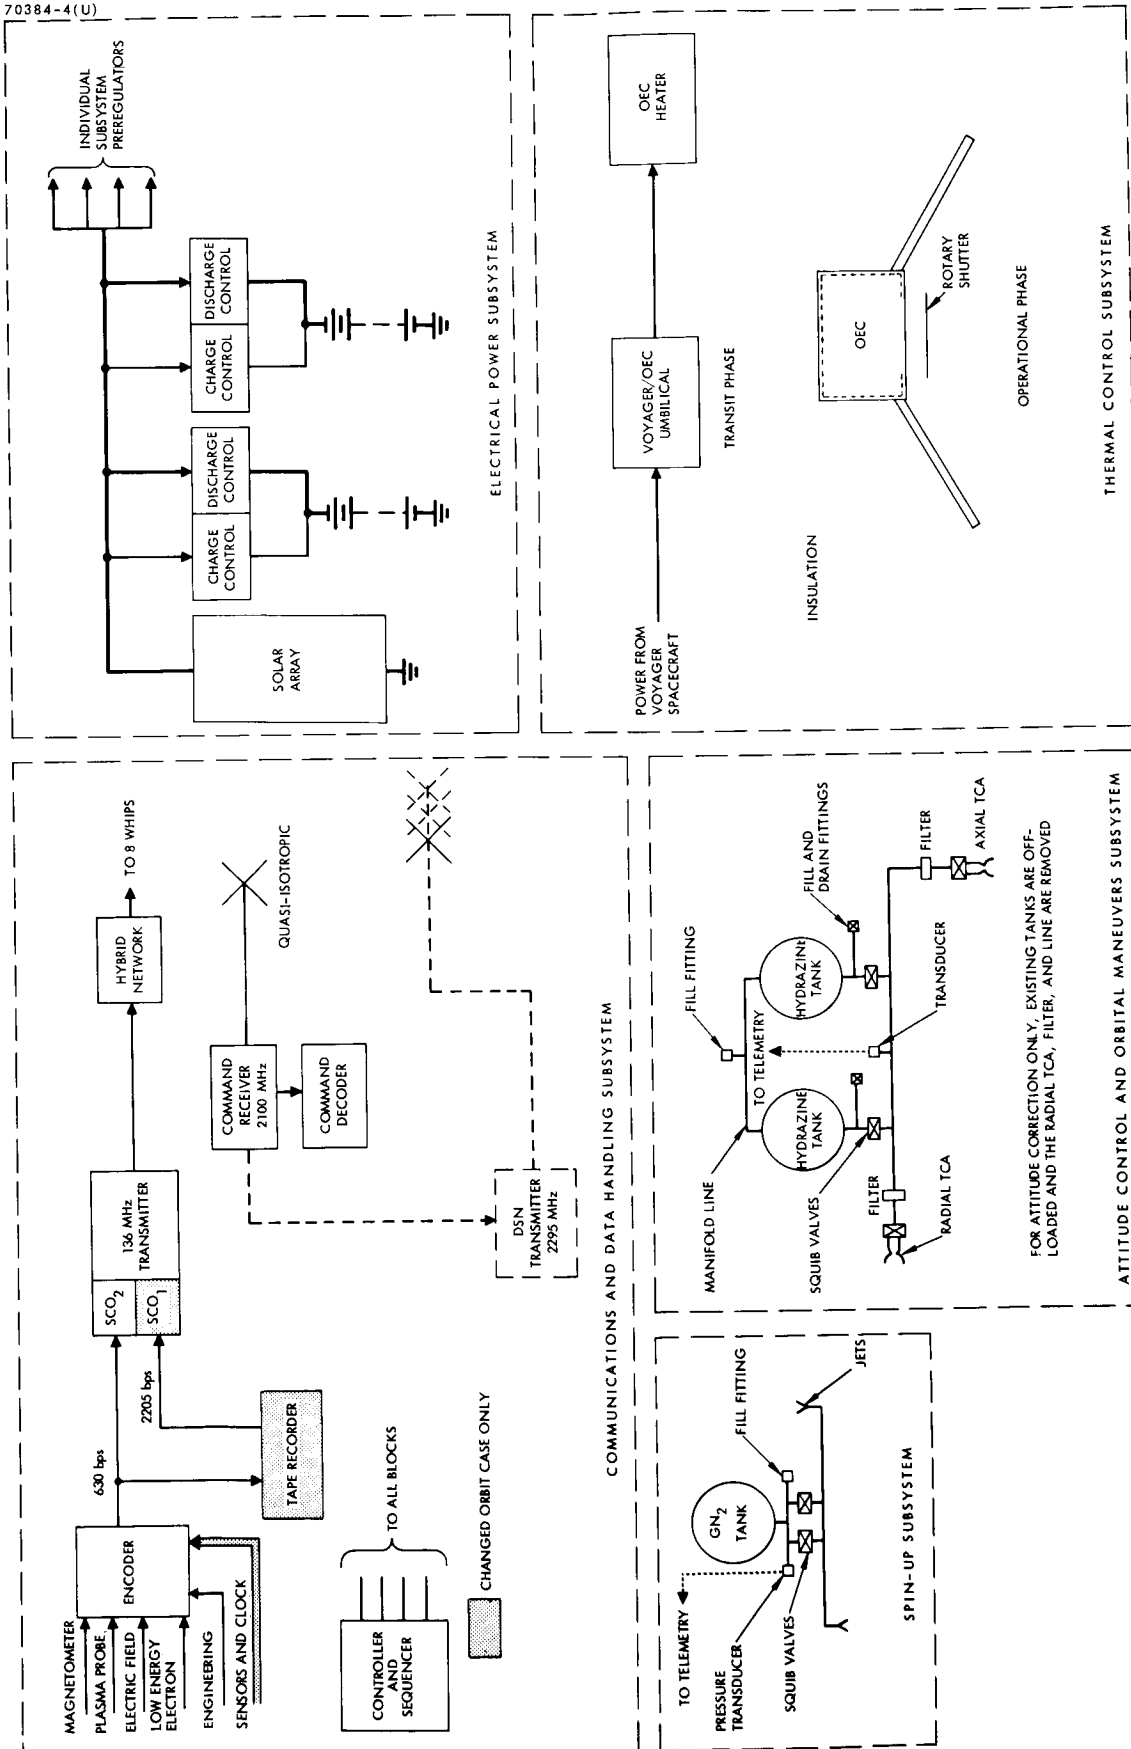 70384-4(U)
MAGNETOMETER
PLASMA PROBE
ELECTRIC FIELD
LOW ENERGY
ELECTRON
ENGINEERING
SENSORS AND CLOCK
ENCODER
630 bps
2205 bps
TAPE RECORDER
SCO2
SCO1
136 MHz
TRANSMITTER
HYBRID
NETWORK
TO 8 WHIPS
COMMAND
RECEIVER
2100 MHz
COMMAND
DECODER
QUASI-ISOTROPIC
DSN
TRANSMITTER
2295 MHz
CONTROLLER
AND
SEQUENCER
TO ALL BLOCKS
CHANGED ORBIT CASE ONLY
COMMUNICATIONS AND DATA HANDLING SUBSYSTEM
SOLAR
ARRAY
CHARGE
CONTROL
DISCHARGE
CONTROL
CHARGE
CONTROL
DISCHARGE
CONTROL
INDIVIDUAL
SUBSYSTEM
PREREGULATORS
ELECTRICAL POWER SUBSYSTEM
TO TELEMETRY
PRESSURE
TRANSDUCER
SQUIB VALVES
GN2
TANK
FILL FITTING
JETS
SPIN-UP SUBSYSTEM
MANIFOLD LINE
SQUIB VALVES
FILL FITTING
TO TELEMETRY
HYDRAZINE
TANK
HYDRAZINE
TANK
FILL AND
DRAIN FITTINGS
FILTER
RADIAL TCA
TRANSDUCER
FILTER
AXIAL TCA
FOR ATTITUDE CORRECTION ONLY, EXISTING TANKS ARE OFF-
LOADED AND THE RADIAL TCA, FILTER, AND LINE ARE REMOVED
ATTITUDE CONTROL AND ORBITAL MANEUVERS SUBSYSTEM
POWER FROM
VOYAGER
SPACECRAFT
VOYAGER/OEC
UMBILICAL
OEC
HEATER
TRANSIT PHASE
INSULATION
OEC
ROTARY
SHUTTER
OPERATIONAL PHASE
THERMAL CONTROL SUBSYSTEM